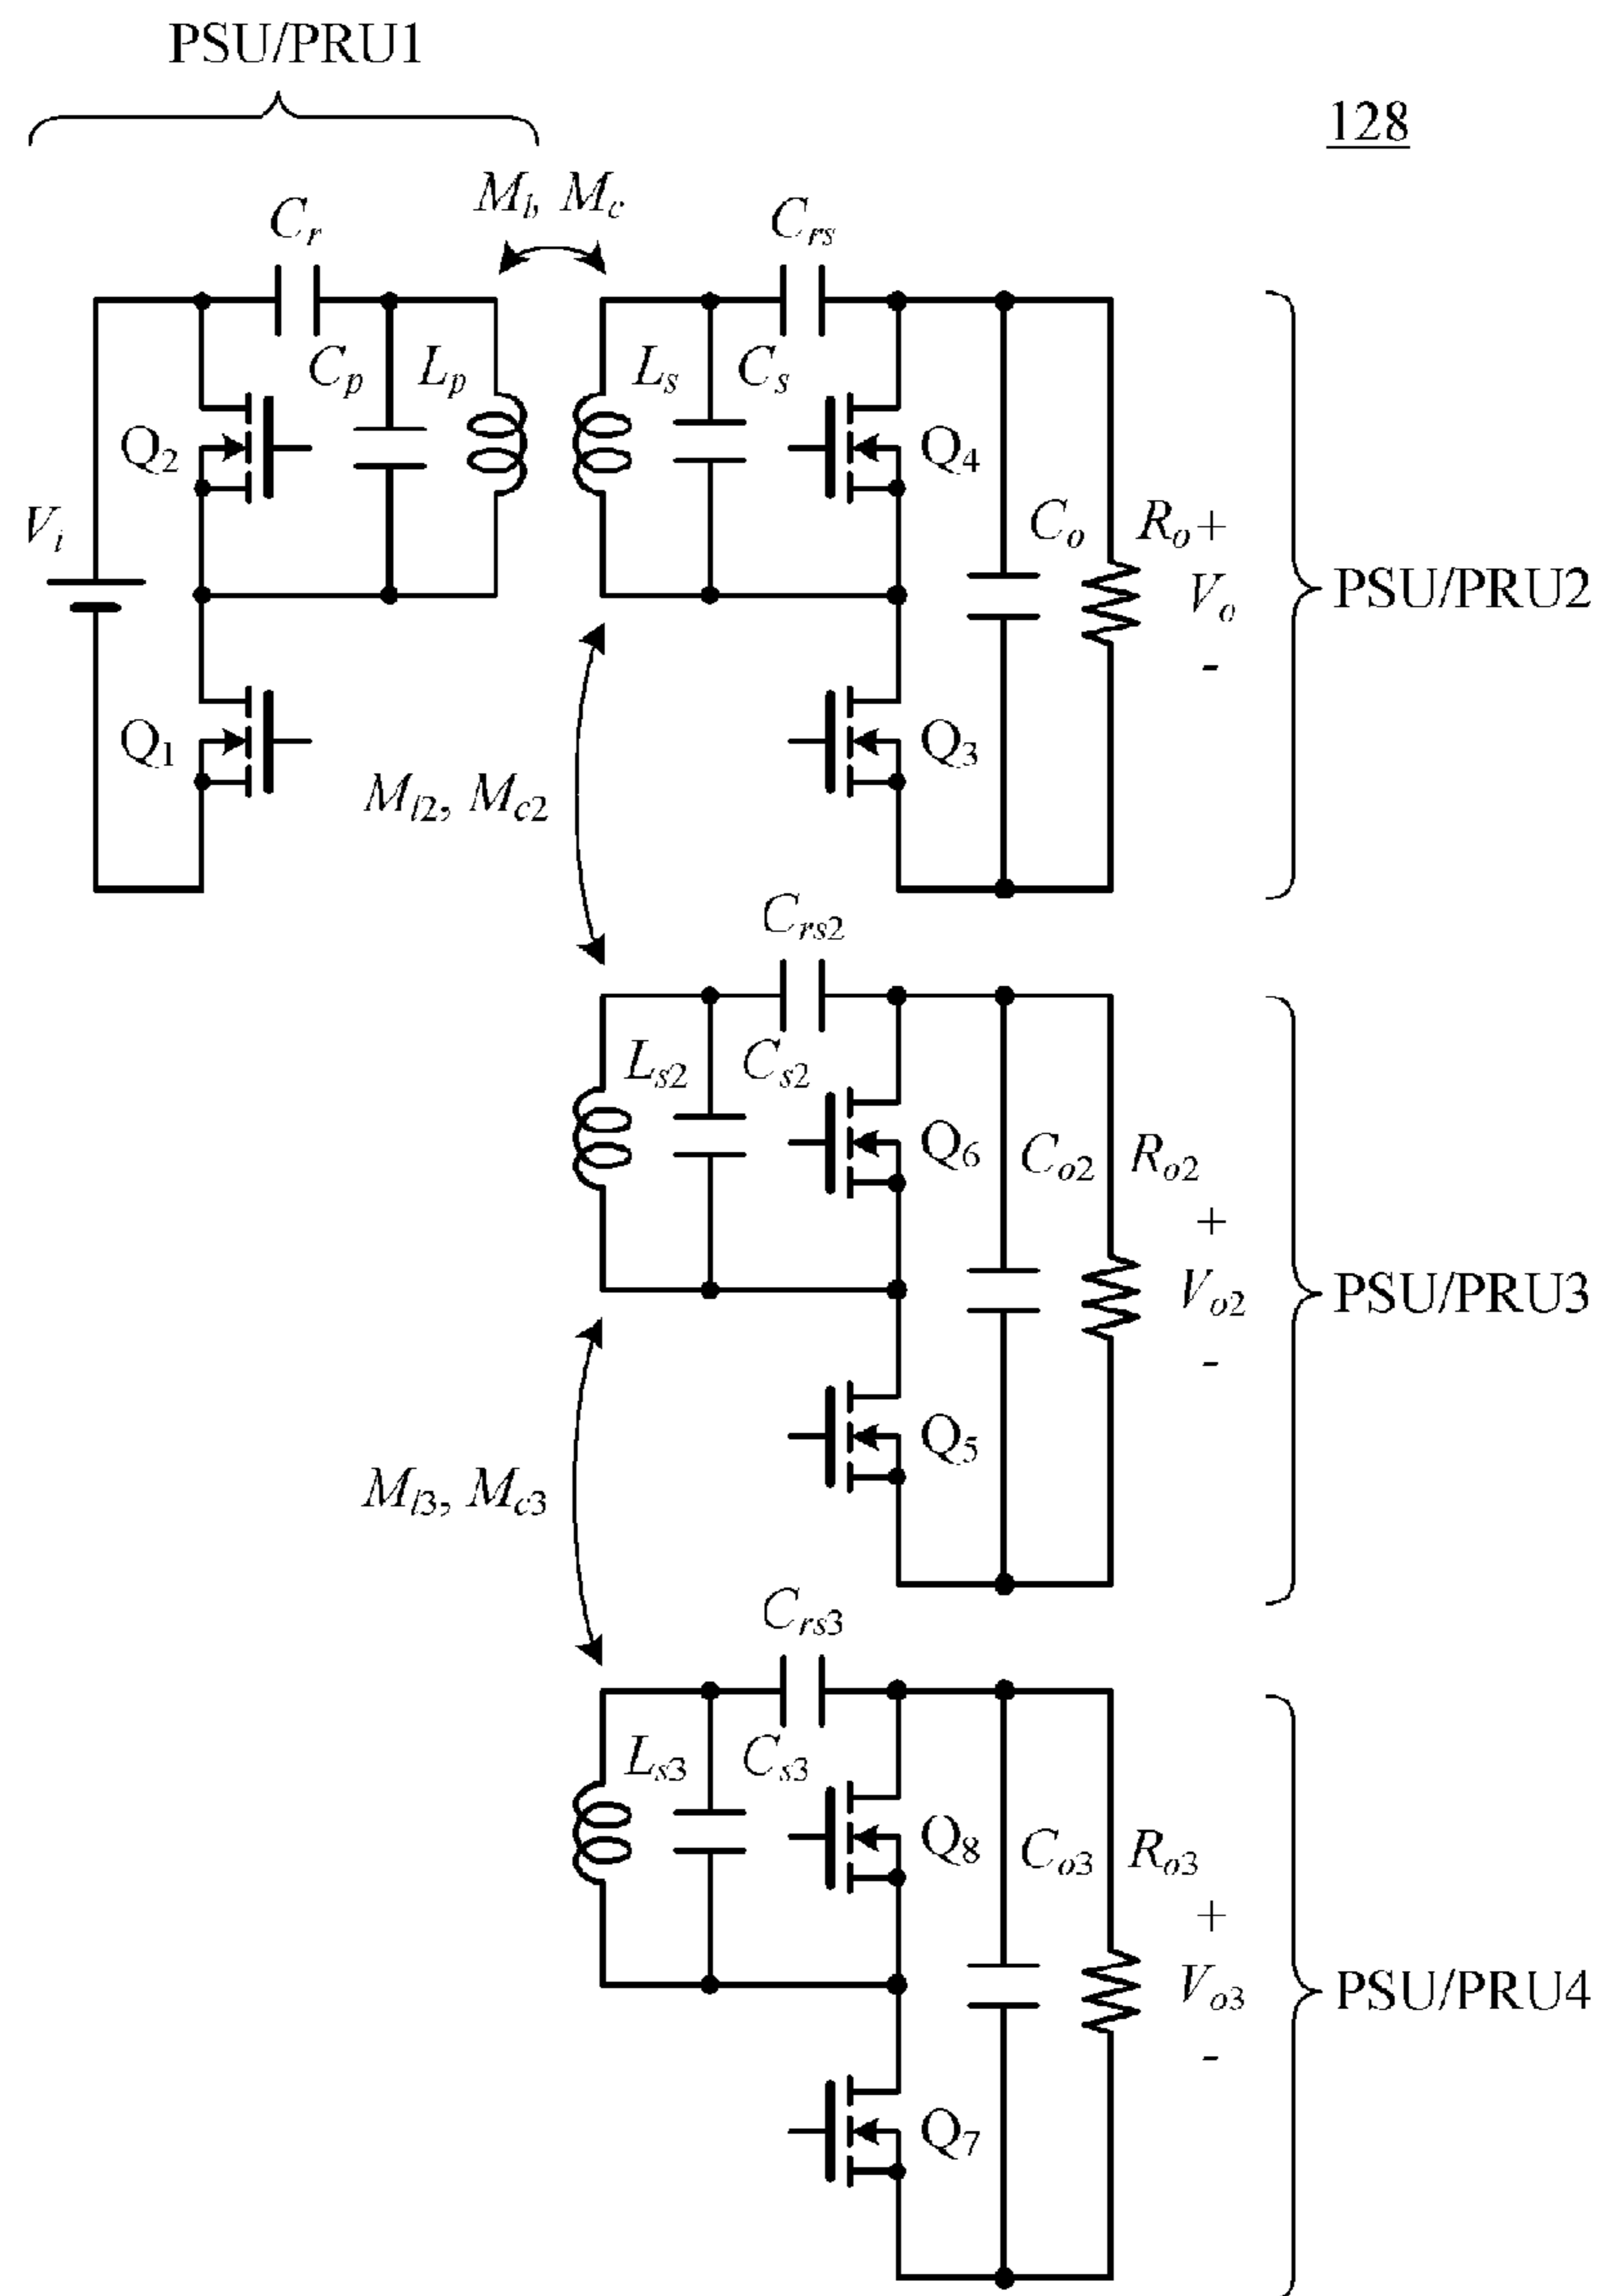 PSU/PRU1
128
Ml, Mc
Cr
Crs
Cp
Lp
Ls
Cs
Q2
Q4
Vi
Co
Ro
+
Vo
-
PSU/PRU2
Q1
Q3
Ml2, Mc2
Crs2
Ls2
Cs2
Q6
Co2
Ro2
+
Vo2
-
PSU/PRU3
Q5
Ml3, Mc3
Crs3
Ls3
Cs3
Q8
Co3
Ro3
+
Vo3
-
PSU/PRU4
Q7